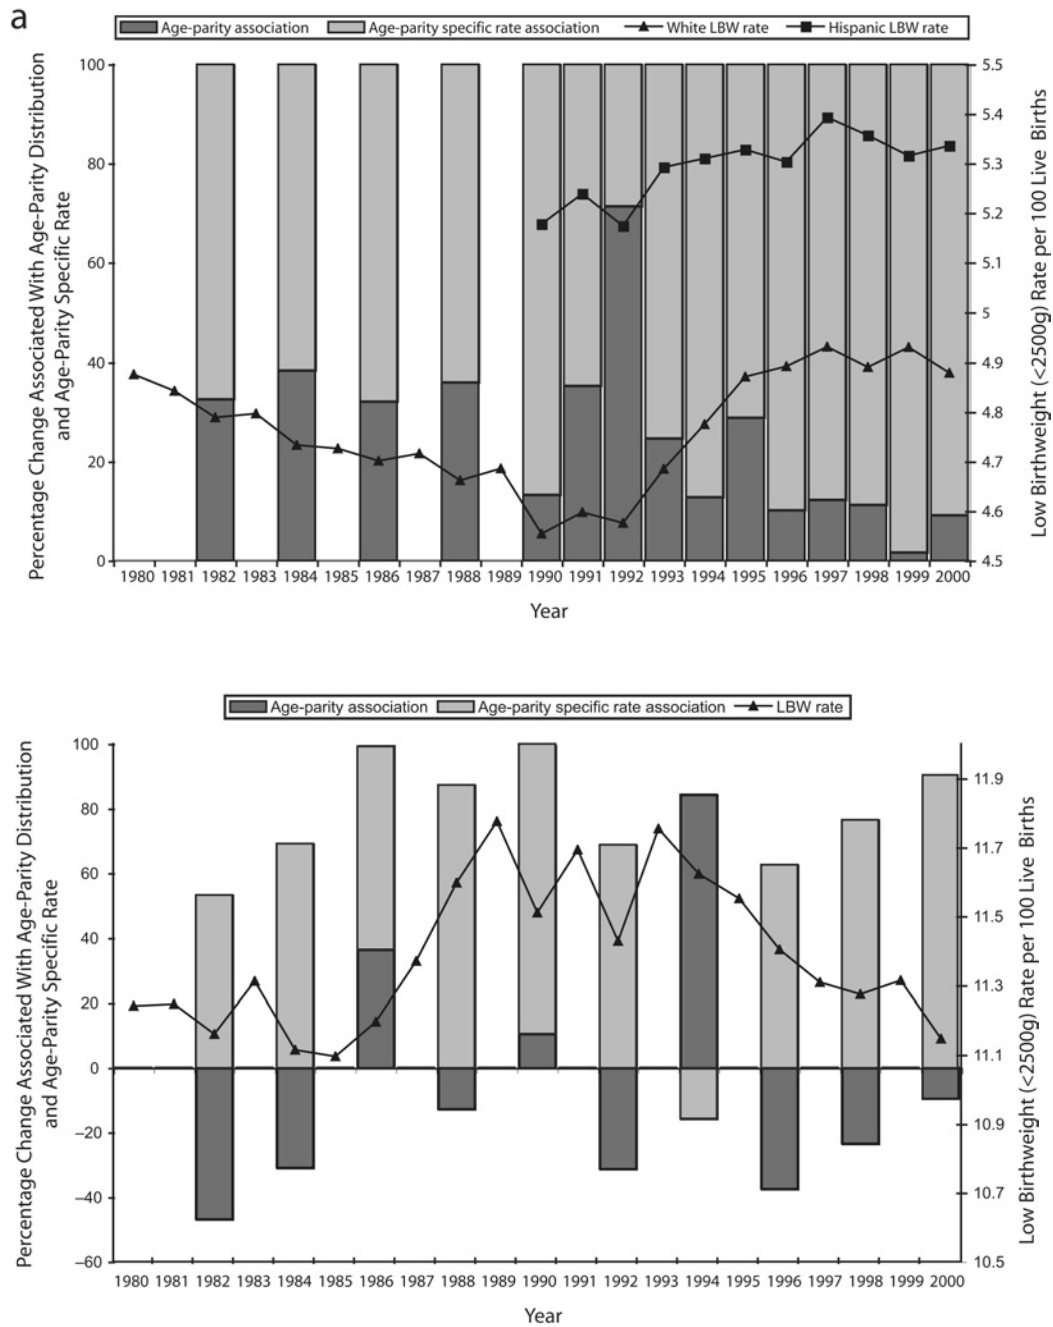 a
Age-parity association Age-parity specific rate association White LBW rate Hispanic LBW rate
Percentage Change Associated With Age-Parity Distribution
and Age-Parity Specific Rate
100
80
60
40
20
0
5.5
5.4
5.3
5.2
5.1
5
4.9
4.8
4.7
4.6
4.5
Low Birthweight (<2500g) Rate per 100 Live Births
1980 1981 1982 1983 1984 1985 1986 1987 1988 1989 1990 1991 1992 1993 1994 1995 1996 1997 1998 1999 2000
Year
Age-parity association Age-parity specific rate association LBW rate
Percentage Change Associated With Age-Parity Distribution
and Age-Parity Specific Rate
100
80
60
40
20
0
–20
–40
–60
11.9
11.7
11.5
11.3
11.1
10.9
10.7
10.5
Low Birthweight (<2500g) Rate per 100 Live Births
1980 1981 1982 1983 1984 1985 1986 1987 1988 1989 1990 1991 1992 1993 1994 1995 1996 1997 1998 1999 2000
Year